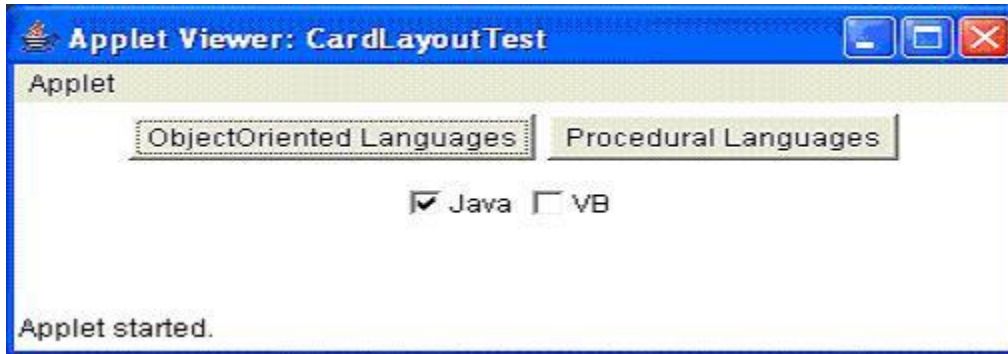 Applet Viewer: CardLayoutTest
Applet
ObjectOriented Languages Procedural Languages
Java VB
Applet started.